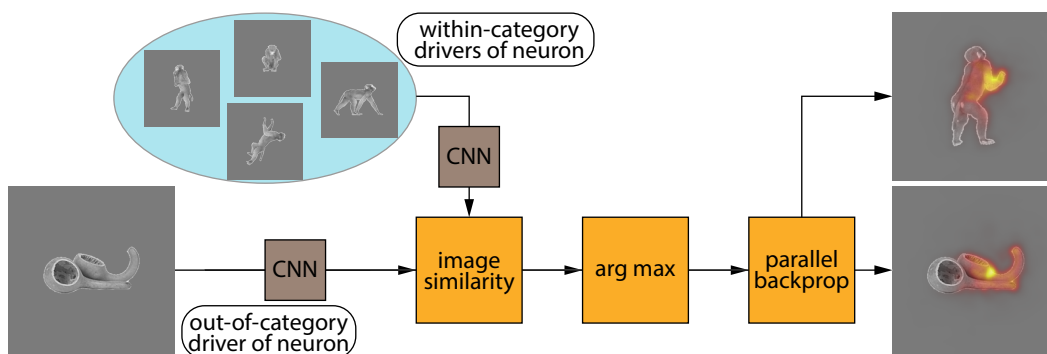 within-category
drivers of neuron
CNN
CNN
image
similarity
arg max
parallel
backprop
out-of-category
driver of neuron